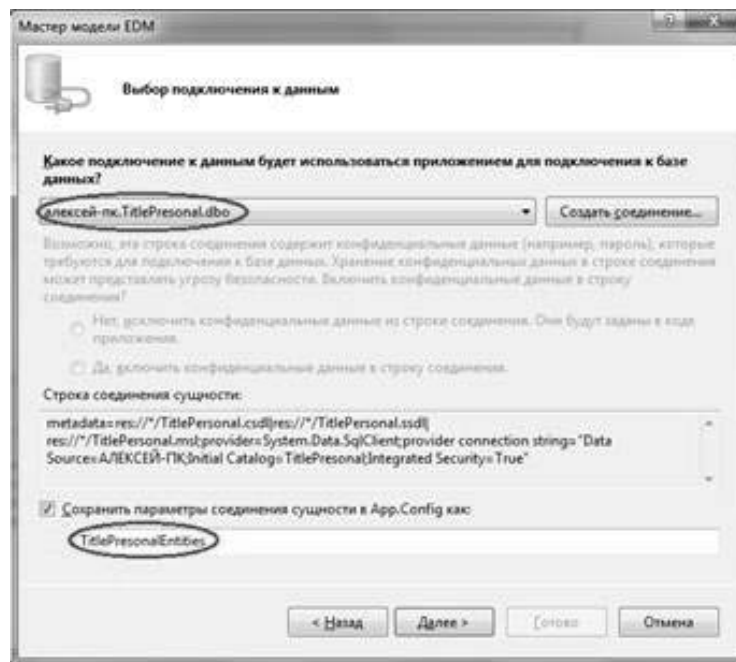 Мастер модели EDM
Выбор подключения к данным
Какое подключение к данным будет использоваться приложением для подключения к базе
данных?
алексей-пк.TitlePresonal.dbo
Создать соединение...
Возможно, эта строка соединения содержит конфиденциальные данные (например, пароль), которые
требуются для подключения к базе данных. Хранение конфиденциальных данных в строке соединения
может представлять угрозу безопасности. Включить конфиденциальные данные в строку
соединения?
Нет, исключить конфиденциальные данные из строки соединения. Они будут заданы в коде
приложения.
Да, включить конфиденциальные данные в строку соединения.
Строка соединения сущности:
metadata=res://*/TitlePersonal.csdl|res://*/TitlePersonal.ssdl|
res://*/TitlePersonal.msl;provider=System.Data.SqlClient;provider connection string="Data
Source=АЛЕКСЕЙ-ПК;Initial Catalog=TitlePresonal;Integrated Security=True"
Сохранить параметры соединения сущности в App.Config как:
TitlePresonalEntities
< Назад
Далее >
Готово
Отмена